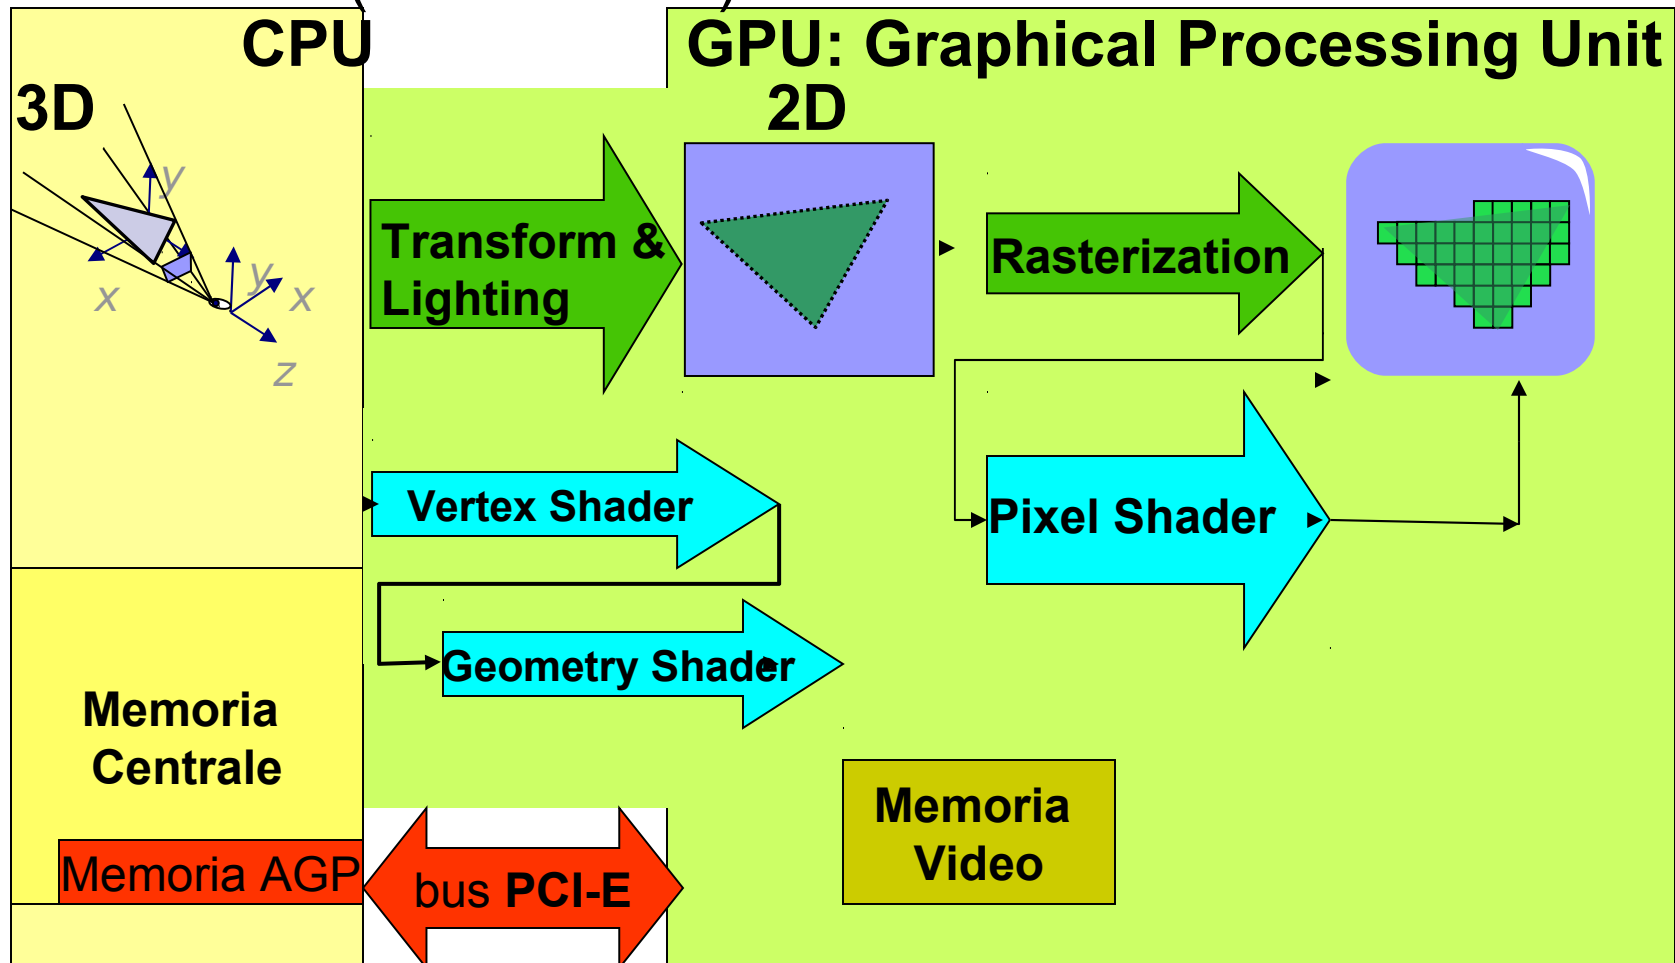 CPU
GPU: Graphical Processing Unit
3D
2D
y
x
y
x
z
Transform &
Lighting
Rasterization
Vertex Shader
Pixel Shader
Geometry Shader
Memoria
Centrale
Memoria AGP
bus PCI-E
Memoria
Video